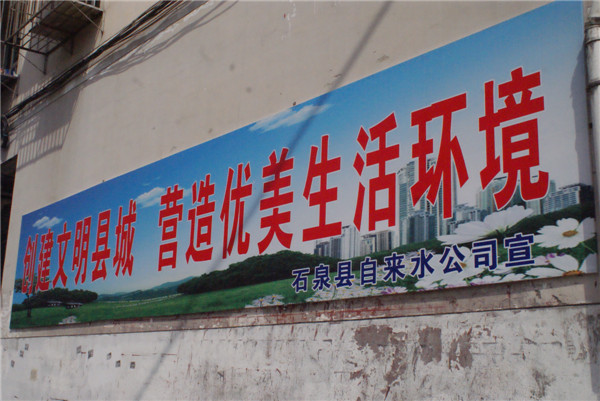 创建文明县城 营造优美生活环境
石泉县自来水公司宣